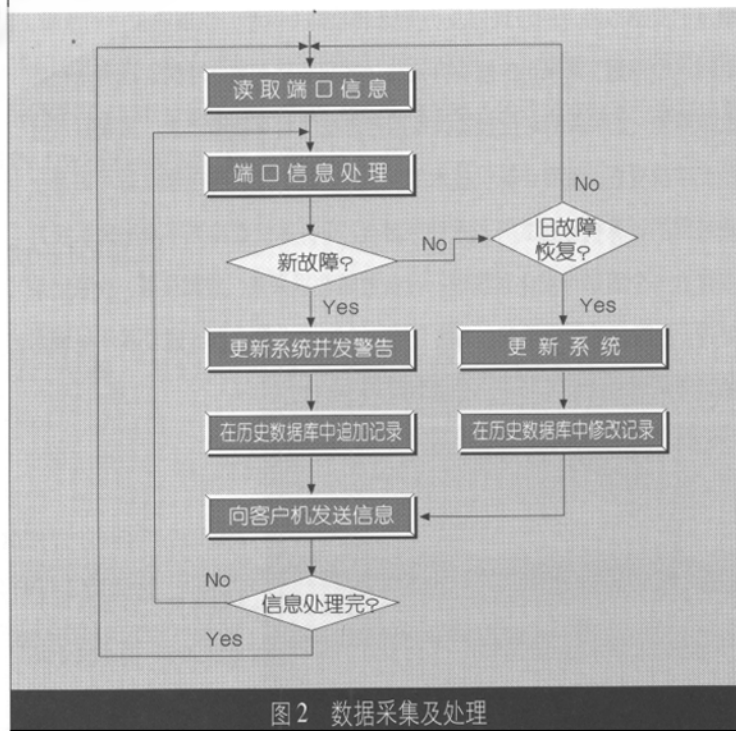 读取端口信息
端口信息处理
No
旧故障
恢复?
新故障?
No
Yes
Yes
更新系统并发警告
更新系统
在历史数据库中追加记录
在历史数据库中修改记录
向客户机发送信息
No
信息处理完?
Yes
图2 数据采集及处理